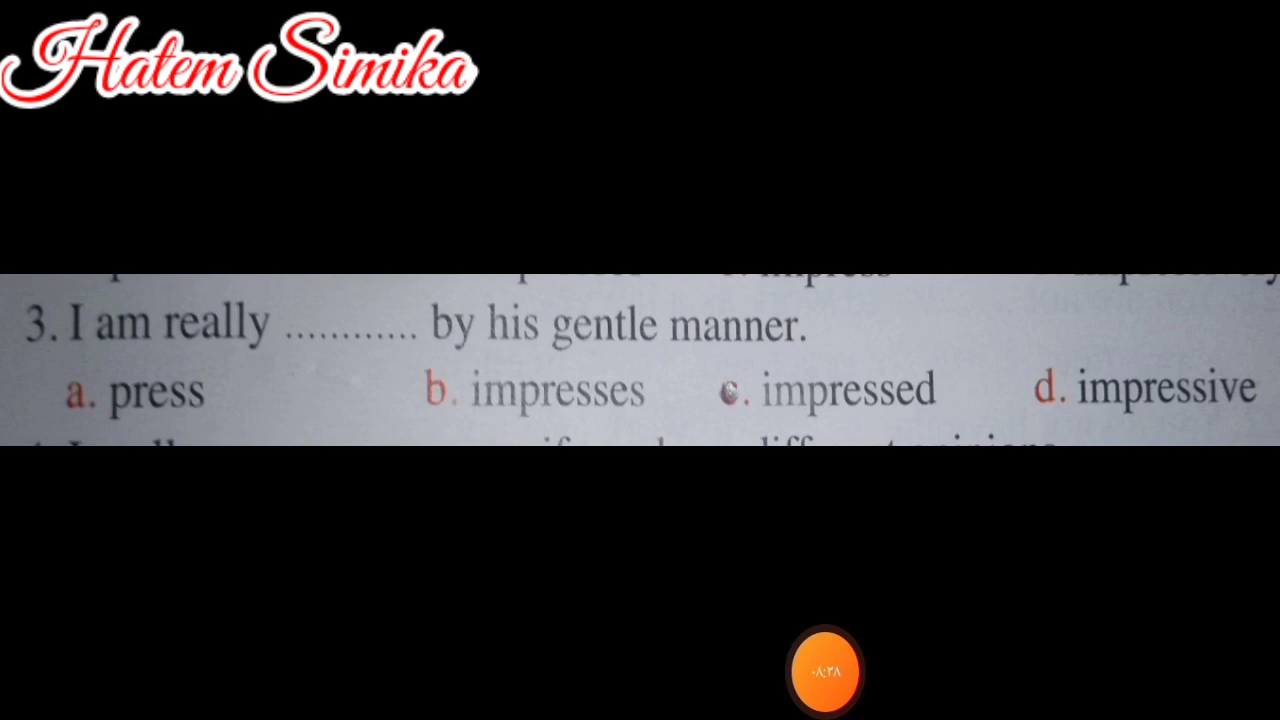 Hatem Simika
3. I am really ............ by his gentle manner.
a. press b. impresses c. impressed d. impressive
٠٨:٣٨